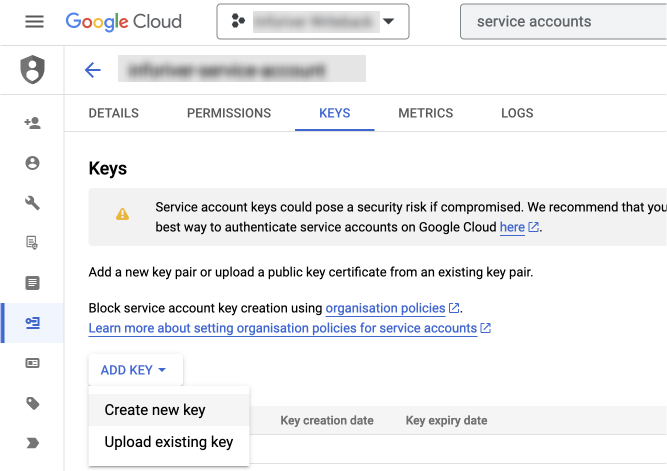 Google Cloud
service accounts
DETAILS PERMISSIONS KEYS METRICS LOGS
Keys
Service account keys could pose a security risk if compromised. We recommend that you
best way to authenticate service accounts on Google Cloud here.
Add a new key pair or upload a public key certificate from an existing key pair.
Block service account key creation using organisation policies.
Learn more about setting organisation policies for service accounts
ADD KEY
Create new key
Key creation date Key expiry date
Upload existing key